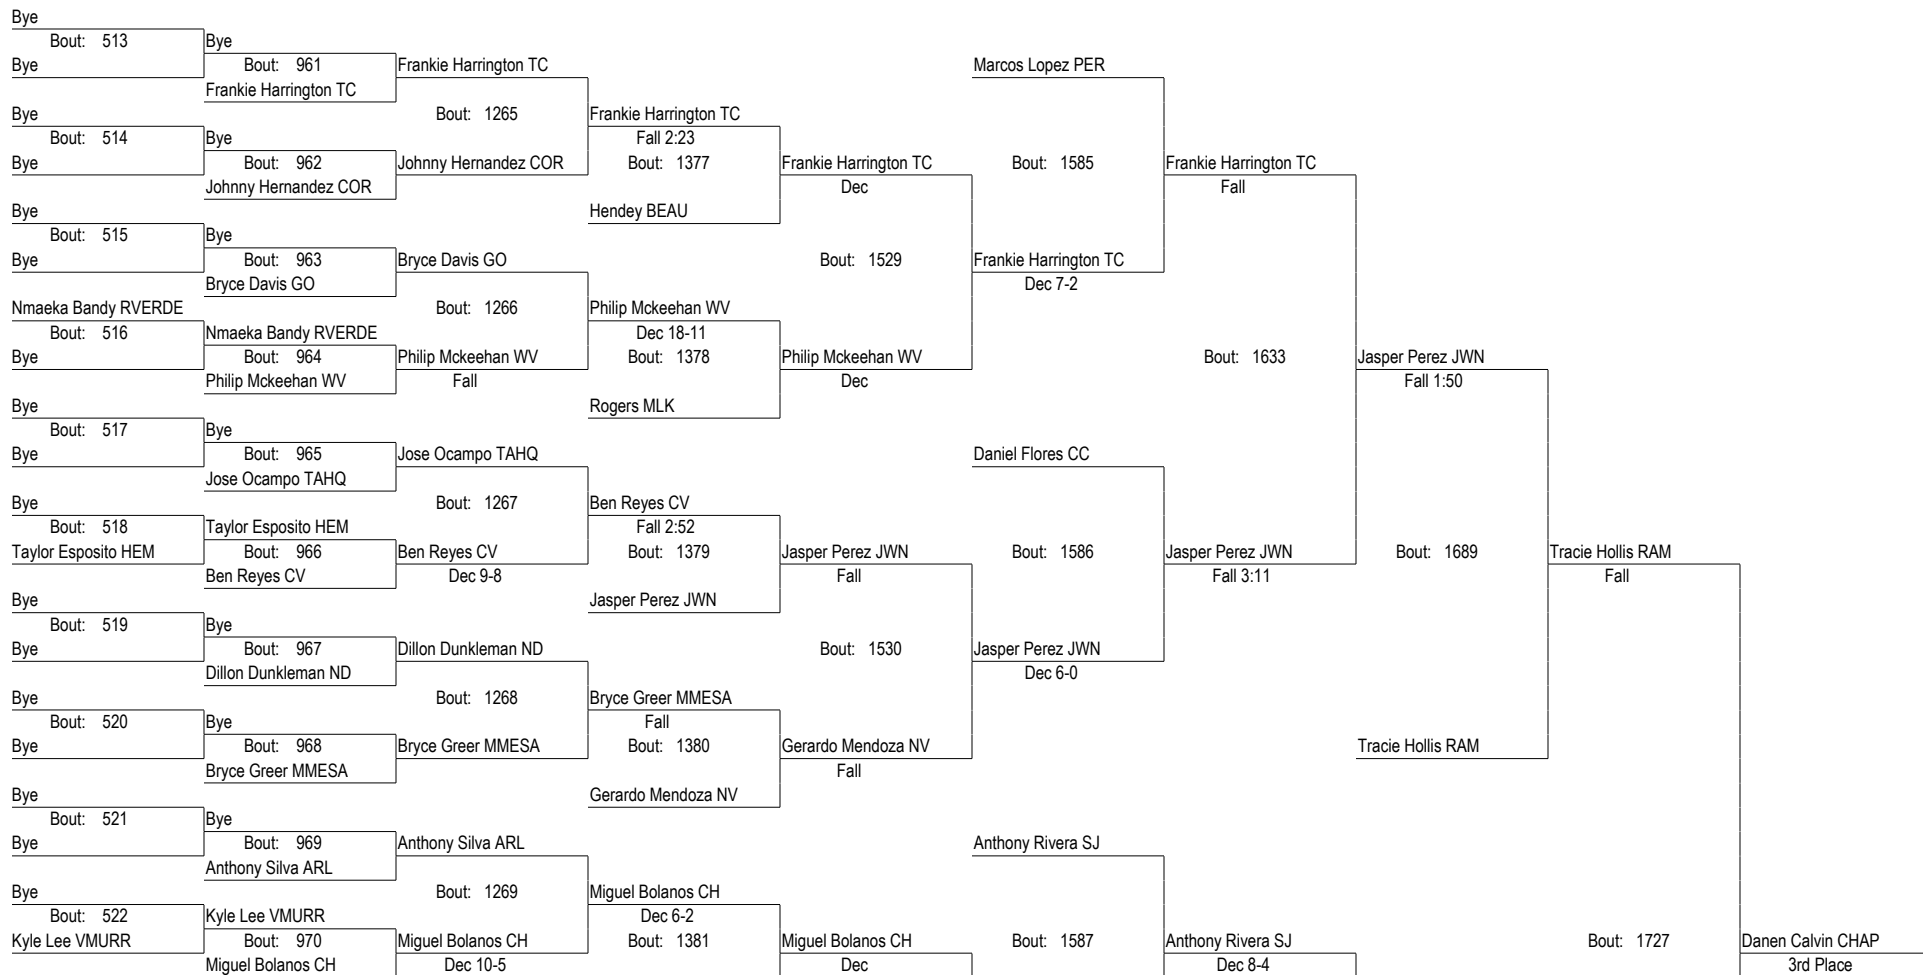 Bye
Bout: 513 Bye
Bye Bout: 961 Frankie Harrington TC Marcos Lopez PER
Frankie Harrington TC
Bye Bout: 1265 Frankie Harrington TC
Bout: 514 Bye Fall 2:23
Bye Bout: 962 Johnny Hernandez COR Bout: 1377 Frankie Harrington TC Bout: 1585 Frankie Harrington TC
Johnny Hernandez COR Dec Fall
Bye Hendey BEAU
Bout: 515 Bye
Bye Bout: 963 Bryce Davis GO Bout: 1529 Frankie Harrington TC
Bryce Davis GO Dec 7-2
Nmaeka Bandy RVERDE Bout: 1266 Philip Mckeehan WV
Bout: 516 Nmaeka Bandy RVERDE Dec 18-11
Bye Bout: 964 Philip Mckeehan WV Bout: 1378 Philip Mckeehan WV Bout: 1633 Jasper Perez JWN
Philip Mckeehan WV Fall Dec Fall 1:50
Bye Rogers MLK
Bout: 517 Bye
Bye Bout: 965 Jose Ocampo TAHQ Daniel Flores CC
Jose Ocampo TAHQ
Bye Bout: 1267 Ben Reyes CV
Bout: 518 Taylor Esposito HEM Fall 2:52
Taylor Esposito HEM Bout: 966 Ben Reyes CV Bout: 1379 Jasper Perez JWN Bout: 1586 Jasper Perez JWN Bout: 1689 Tracie Hollis RAM
Ben Reyes CV Dec 9-8 Fall Fall 3:11 Fall
Bye Jasper Perez JWN
Bout: 519 Bye
Bye Bout: 967 Dillon Dunkleman ND Bout: 1530 Jasper Perez JWN
Dillon Dunkleman ND Dec 6-0
Bye Bout: 1268 Bryce Greer MMESA
Bout: 520 Bye Fall
Bye Bout: 968 Bryce Greer MMESA Bout: 1380 Gerardo Mendoza NV Tracie Hollis RAM
Bryce Greer MMESA Fall
Bye Gerardo Mendoza NV
Bout: 521 Bye
Bye Bout: 969 Anthony Silva ARL Anthony Rivera SJ
Anthony Silva ARL
Bye Bout: 1269 Miguel Bolanos CH
Bout: 522 Kyle Lee VMURR Dec 6-2
Kyle Lee VMURR Bout: 970 Miguel Bolanos CH Bout: 1381 Miguel Bolanos CH Bout: 1587 Anthony Rivera SJ Bout: 1727 Danen Calvin CHAP
Miguel Bolanos CH Dec 10-5 Dec Dec 8-4 3rd Place